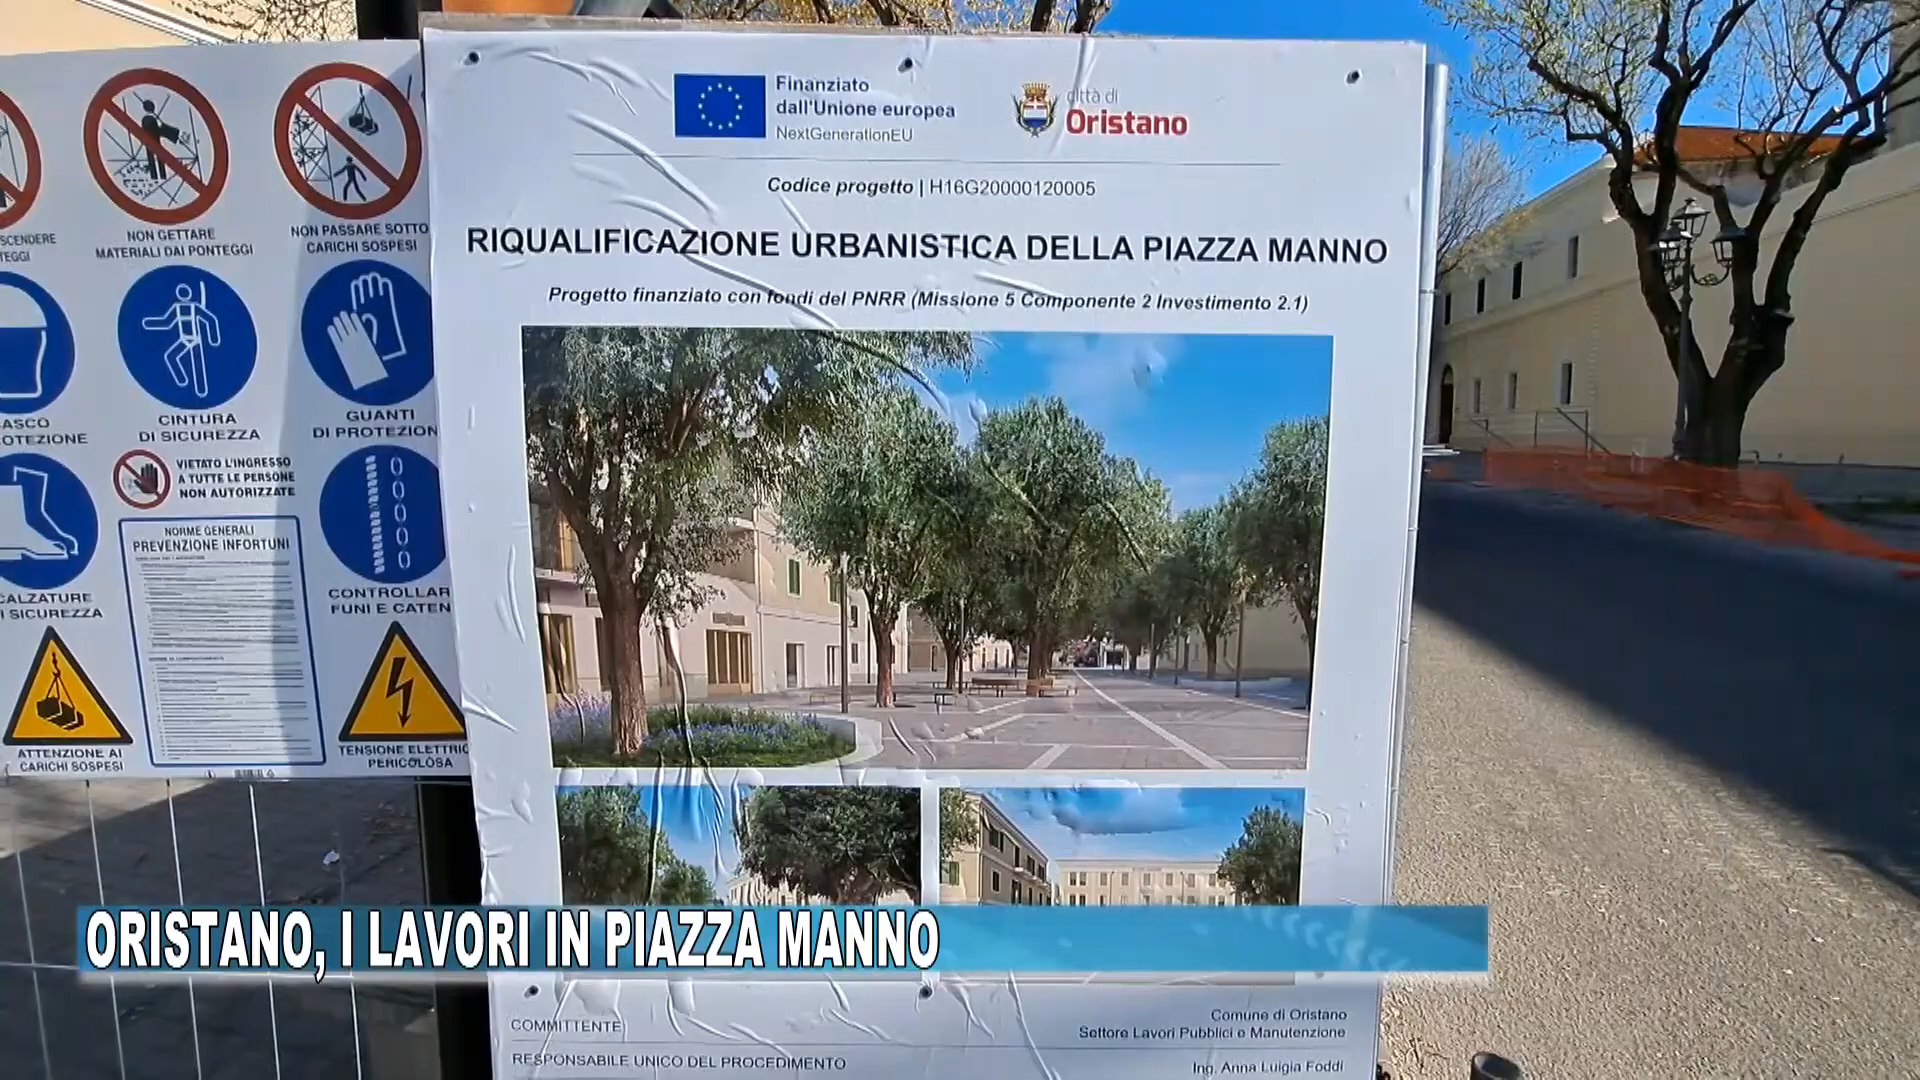 SCENDERE
TEGGI
NON GETTARE
MATERIALI DAI PONTEGGI
NON PASSARE SOTTO
CARICHI SOSPESI
CASCO
OTEZIONE
CINTURA
DI SICUREZZA
GUANTI
DI PROTEZION
VIETATO L'INGRESSO
A TUTTE LE PERSONE
NON AUTORIZZATE
NORME GENERALI
PREVENZIONE INFORTUNI
CALZATURE
I SICUREZZA
CONTROLLAR
FUNI E CATEN
ATTENZIONE AI
CARICHI SOSPESI
TENSIONE ELETTRIC
PERICOLOSA
Finanziato
dall'Unione europea
NextGenerationEU
città di
Oristano
Codice progetto | H16G20000120005
RIQUALIFICAZIONE URBANISTICA DELLA PIAZZA MANNO
Progetto finanziato con fondi del PNRR (Missione 5 Componente 2 Investimento 2.1)
ORISTANO, I LAVORI IN PIAZZA MANNO
COMMITTENTE
Comune di Oristano
Settore Lavori Pubblici e Manutenzione
RESPONSABILE UNICO DEL PROCEDIMENTO
Ing. Anna Luigia Foddi